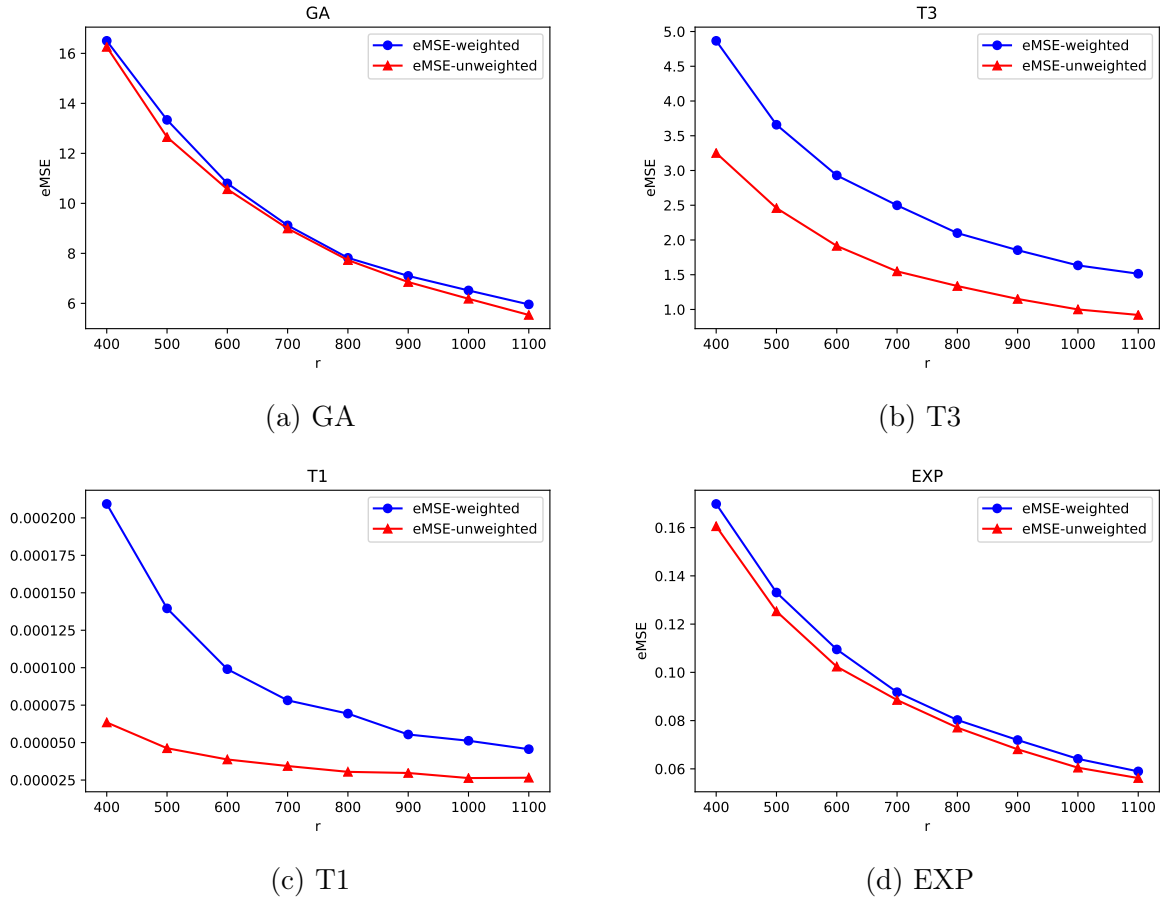 GA
eMSE-weighted
eMSE-unweighted
16
14
12
10
8
6
eMSE
400 500 600 700 800 900 1000 1100
r
(a) GA
T3
eMSE-weighted
eMSE-unweighted
5.0
4.5
4.0
3.5
3.0
2.5
2.0
1.5
1.0
eMSE
400 500 600 700 800 900 1000 1100
r
(b) T3
T1
eMSE-weighted
eMSE-unweighted
0.000200
0.000175
0.000150
0.000125
0.000100
0.000075
0.000050
0.000025
400 500 600 700 800 900 1000 1100
r
(c) T1
EXP
eMSE-weighted
eMSE-unweighted
0.16
0.14
0.12
0.10
0.08
0.06
eMSE
400 500 600 700 800 900 1000 1100
r
(d) EXP